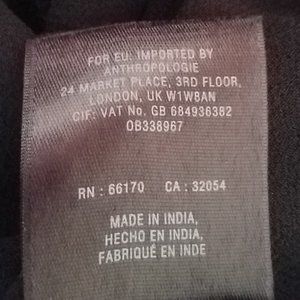 FOR EU: IMPORTED BY
ANTHROPOLOGIE
24 MARKET PLACE, 3RD FLOOR,
LONDON, UK W1W8AN
CIF: VAT No. GB 684936382
OB338967
RN : 66170 CA : 32054
MADE IN INDIA,
HECHO EN INDIA,
FABRIQUÉ EN INDE